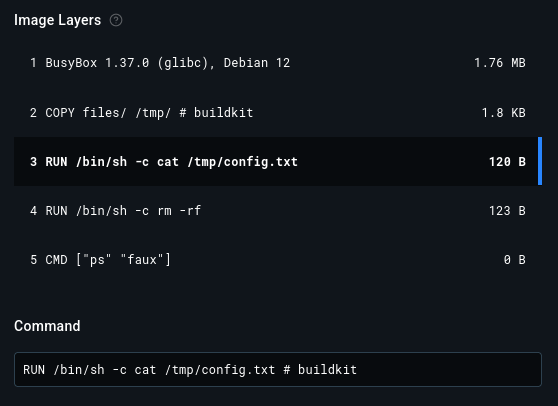 Image Layers
1 BusyBox 1.37.0 (glibc), Debian 12 1.76 MB
2 COPY files/ /tmp/ # buildkit 1.8 KB
3 RUN /bin/sh -c cat /tmp/config.txt 120 B
4 RUN /bin/sh -c rm -rf 123 B
5 CMD ["ps" "faux"] 0 B
Command
RUN /bin/sh -c cat /tmp/config.txt # buildkit